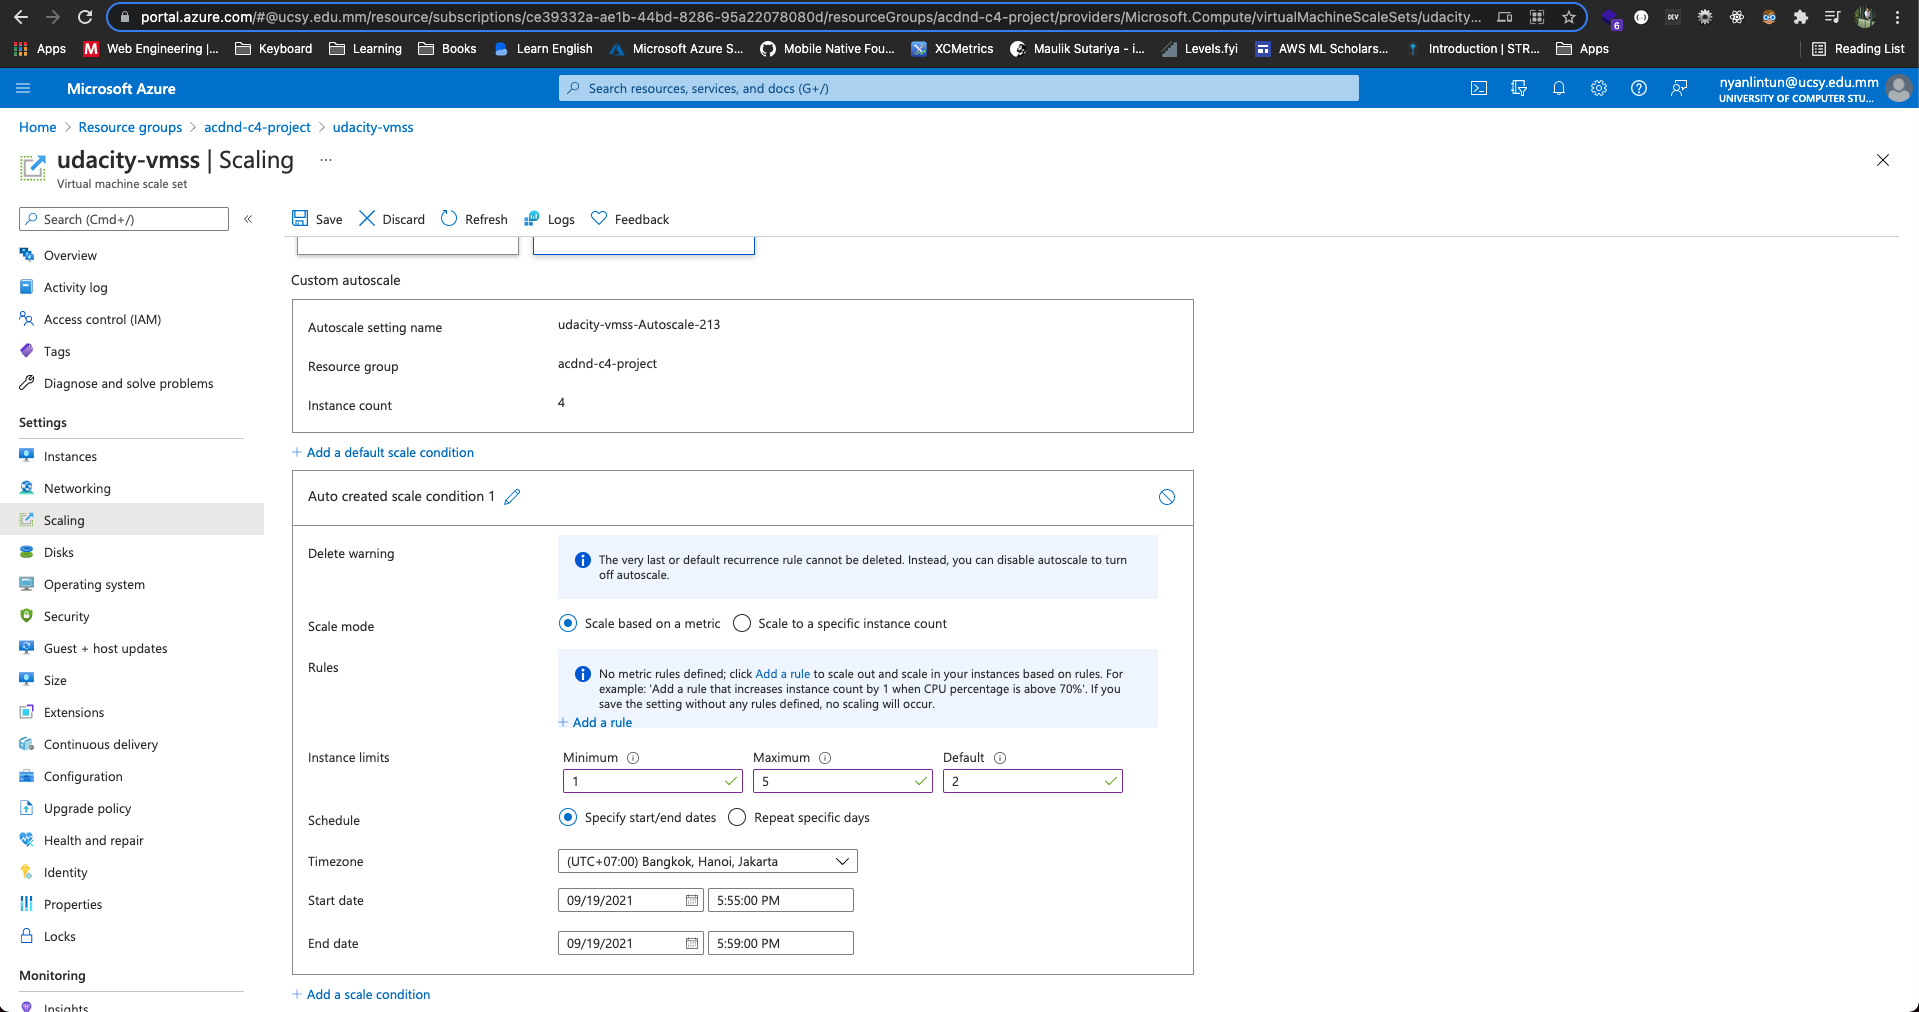 portal.azure.com/#@ucsy.edu.mm/resource/subscriptions/ce39332a-ae1b-44bd-8286-95a22078080d/resourceGroups/acdnd-c4-project/providers/Microsoft.Compute/virtualMachineScaleSets/udacity...
6
DEV
Apps
M Web Engineering |...
Keyboard
Learning
Books
Learn English
Microsoft Azure S...
Mobile Native Fou...
XCMetrics
Maulik Sutariya - i...
Levels.fyi
AWS ML Scholars...
Introduction | STR...
Apps
Reading List
Microsoft Azure
Search resources, services, and docs (G+/)
nyanlintun@ucsy.edu.mm
UNIVERSITY OF COMPUTER STU...
Home > Resource groups > acdnd-c4-project > udacity-vmss
udacity-vmss | Scaling ...
Virtual machine scale set
Search (Cmd+/)
«
Save
Discard
Refresh
Logs
Feedback
Overview
Activity log
Access control (IAM)
Tags
Diagnose and solve problems
Settings
Instances
Networking
Scaling
Disks
Operating system
Security
Guest + host updates
Size
Extensions
Continuous delivery
Configuration
Upgrade policy
Health and repair
Identity
Properties
Locks
Monitoring
Insights
Custom autoscale
Autoscale setting name udacity-vmss-Autoscale-213
Resource group acdnd-c4-project
Instance count 4
+ Add a default scale condition
Auto created scale condition 1
Delete warning
The very last or default recurrence rule cannot be deleted. Instead, you can disable autoscale to turn
off autoscale.
Scale mode Scale based on a metric Scale to a specific instance count
Rules
No metric rules defined; click Add a rule to scale out and scale in your instances based on rules. For
example: 'Add a rule that increases instance count by 1 when CPU percentage is above 70%'. If you
save the setting without any rules defined, no scaling will occur.
+ Add a rule
Instance limits Minimum Maximum Default
1 5 2
Schedule Specify start/end dates Repeat specific days
Timezone (UTC+07:00) Bangkok, Hanoi, Jakarta
Start date 09/19/2021 5:55:00 PM
End date 09/19/2021 5:59:00 PM
+ Add a scale condition